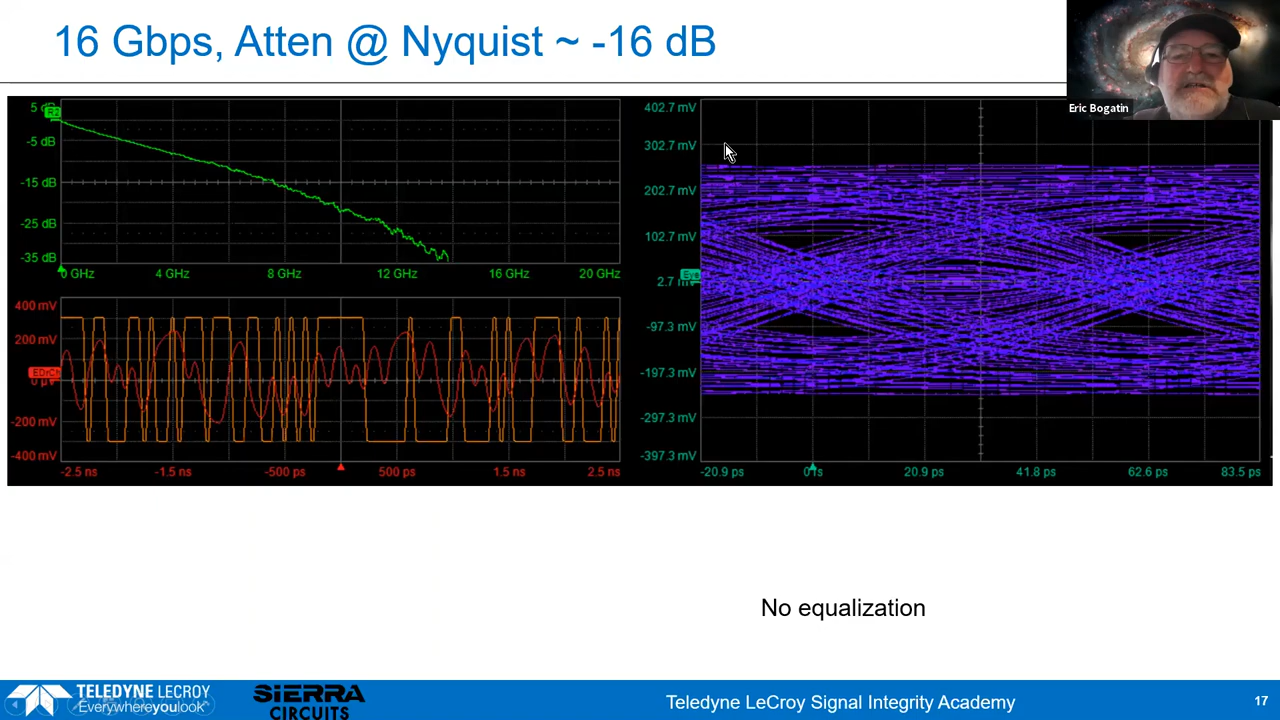 16 Gbps, Atten @ Nyquist ~ -16 dB
Eric Bogatin
5 dB
R2
-5 dB
-15 dB
-25 dB
-35 dB
0 GHz 4 GHz 8 GHz 12 GHz 16 GHz 20 GHz
400 mV
200 mV
-200 mV
-400 mV
-2.5 ns -1.5 ns -500 ps 500 ps 1.5 ns 2.5 ns
402.7 mV
302.7 mV
202.7 mV
102.7 mV
Eye
-97.3 mV
-197.3 mV
-297.3 mV
-397.3 mV
-20.9 ps 20.9 ps 41.8 ps 62.6 ps 83.5 ps
No equalization
TELEDYNE LECROY
Everywhereyoulook
SIERRA
CIRCUITS
Teledyne LeCroy Signal Integrity Academy
17